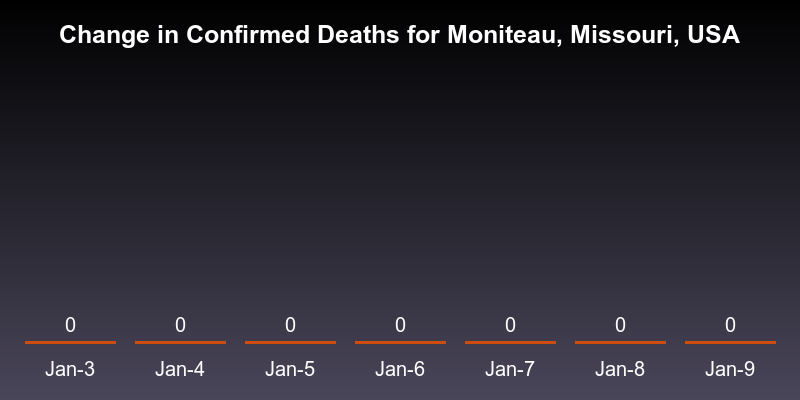 Change in Confirmed Deaths for Moniteau, Missouri, USA
0 0 0 0 0 0 0
Jan-3 Jan-4 Jan-5 Jan-6 Jan-7 Jan-8 Jan-9